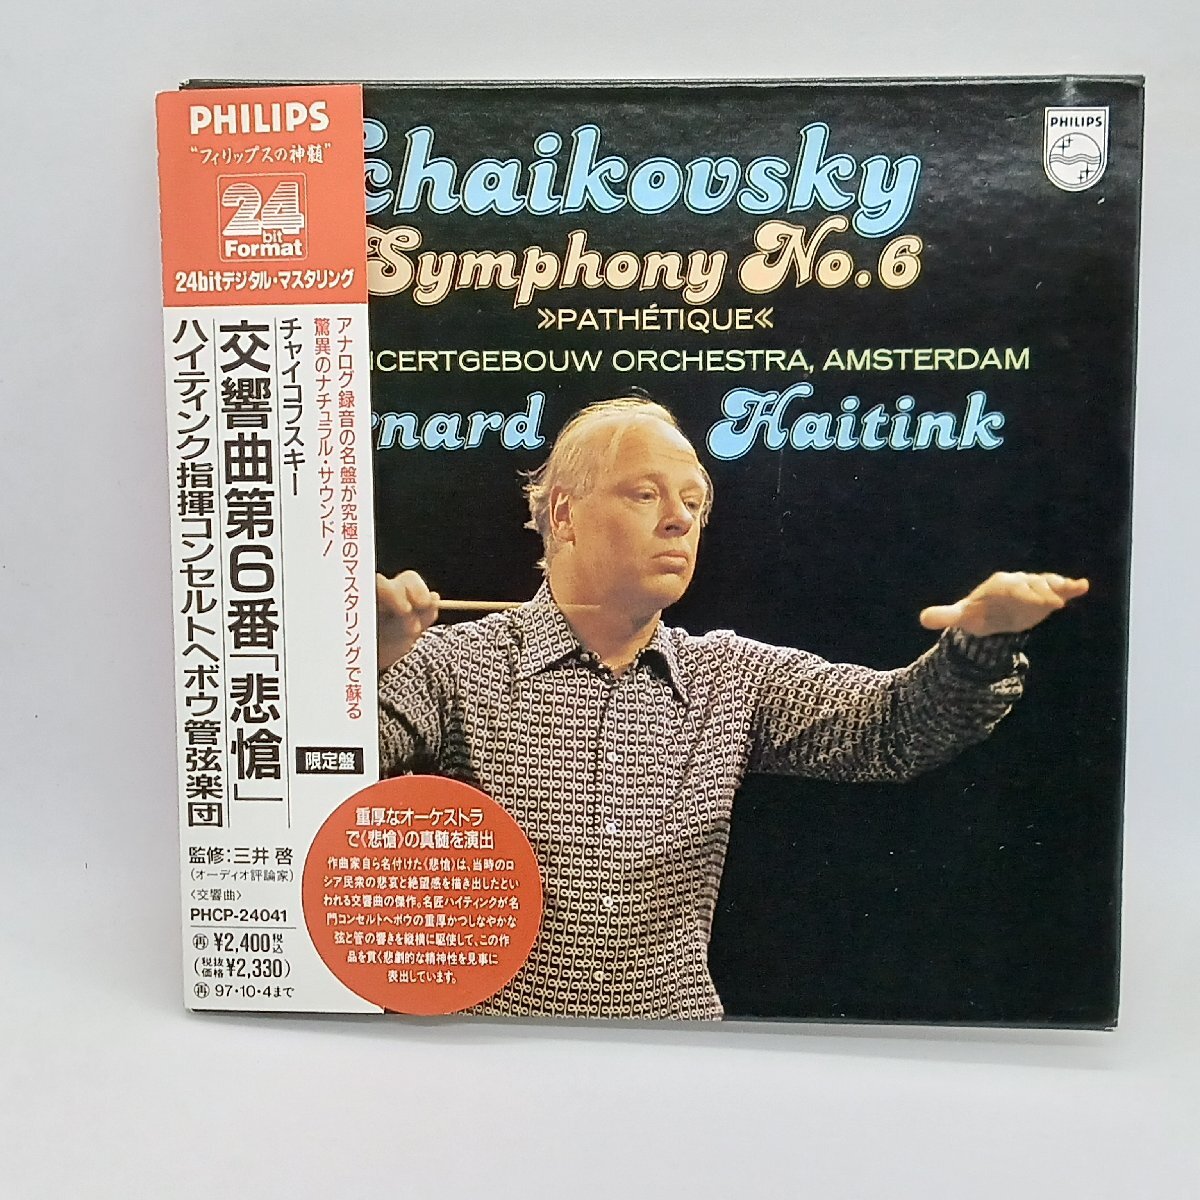 PHILIPS
“フィリップスの神髄”
24
bit
Format
24bitデジタル・マスタリング
アナログ録音の名盤が究極のマスタリングで蘇る
驚異のナチュラル・サウンド!
チャイコフスキー
交響曲第6番「悲愴」
ハイティンク指揮コンセルトヘボウ管弦楽団
限定盤
監修:三井 啓
(オーディオ評論家)
〈交響曲〉
PHCP-24041
再 ¥2,400税込
(税抜価格¥2,330)
再 97・10・4まで
重厚なオーケストラ
で《悲愴》の真髄を演出
作曲家自ら名付けた《悲愴》は、当時のロ
シア民衆の悲哀と絶望感を描き出したとい
われる交響曲の傑作。名匠ハイティンクが名
門コンセルトヘボウの重厚かつしなやかな
弦と管の響きを縦横に駆使して、この作
品を貫く悲劇的な精神性を見事に
表出しています。
chaikovsky
Symphony No.6
»PATHÉTIQUE«
NCERTGEBOUW ORCHESTRA, AMSTERDAM
rnard Haitink
PHILIPS